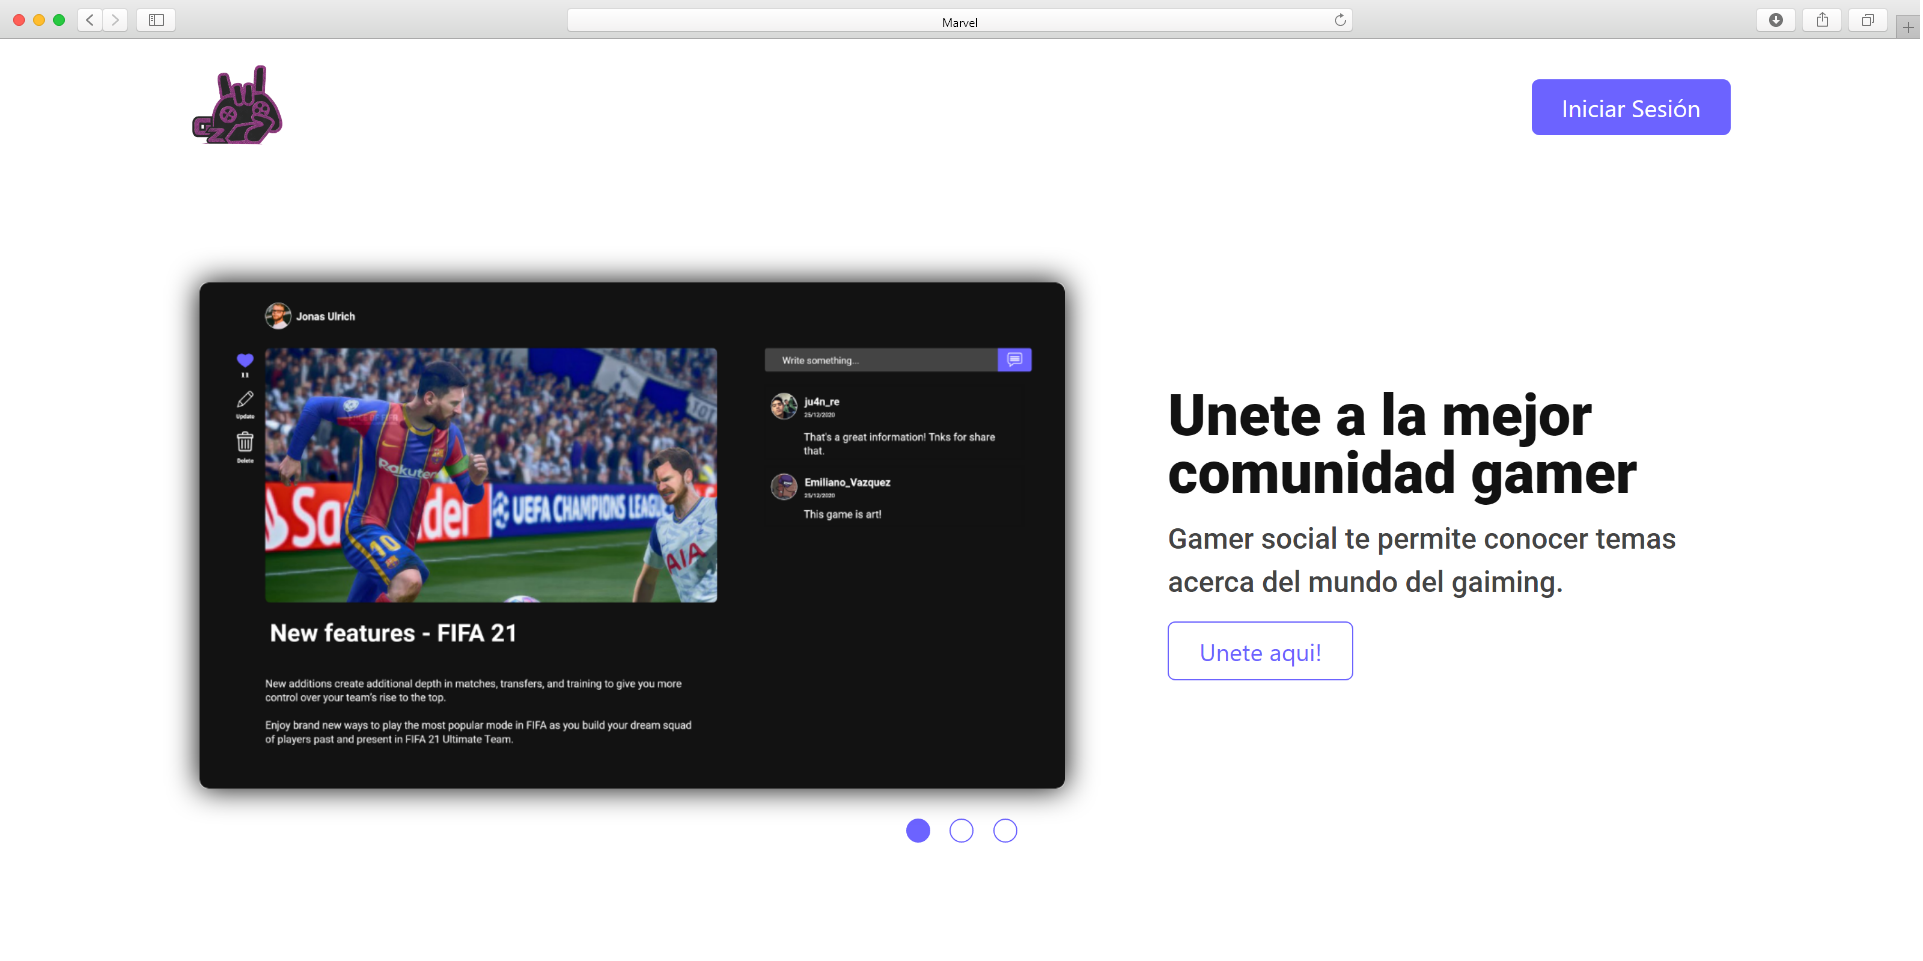 Marvel
Iniciar Sesión
Jonas Ulrich
Update
Delete
Rakuten
10
UEFA CHAMPIONS LEAG
AIA
New features - FIFA 21
New additions create additional depth in matches, transfers, and training to give you more
control over your team's rise to the top.
Enjoy brand new ways to play the most popular mode in FIFA as you build your dream squad
of players past and present in FIFA 21 Ultimate Team.
Write something...
ju4n_re
25/12/2020
That's a great information! Tnks for share
that.
Emiliano_Vazquez
25/12/2020
This game is art!
Unete a la mejor
comunidad gamer
Gamer social te permite conocer temas
acerca del mundo del gaiming.
Unete aqui!